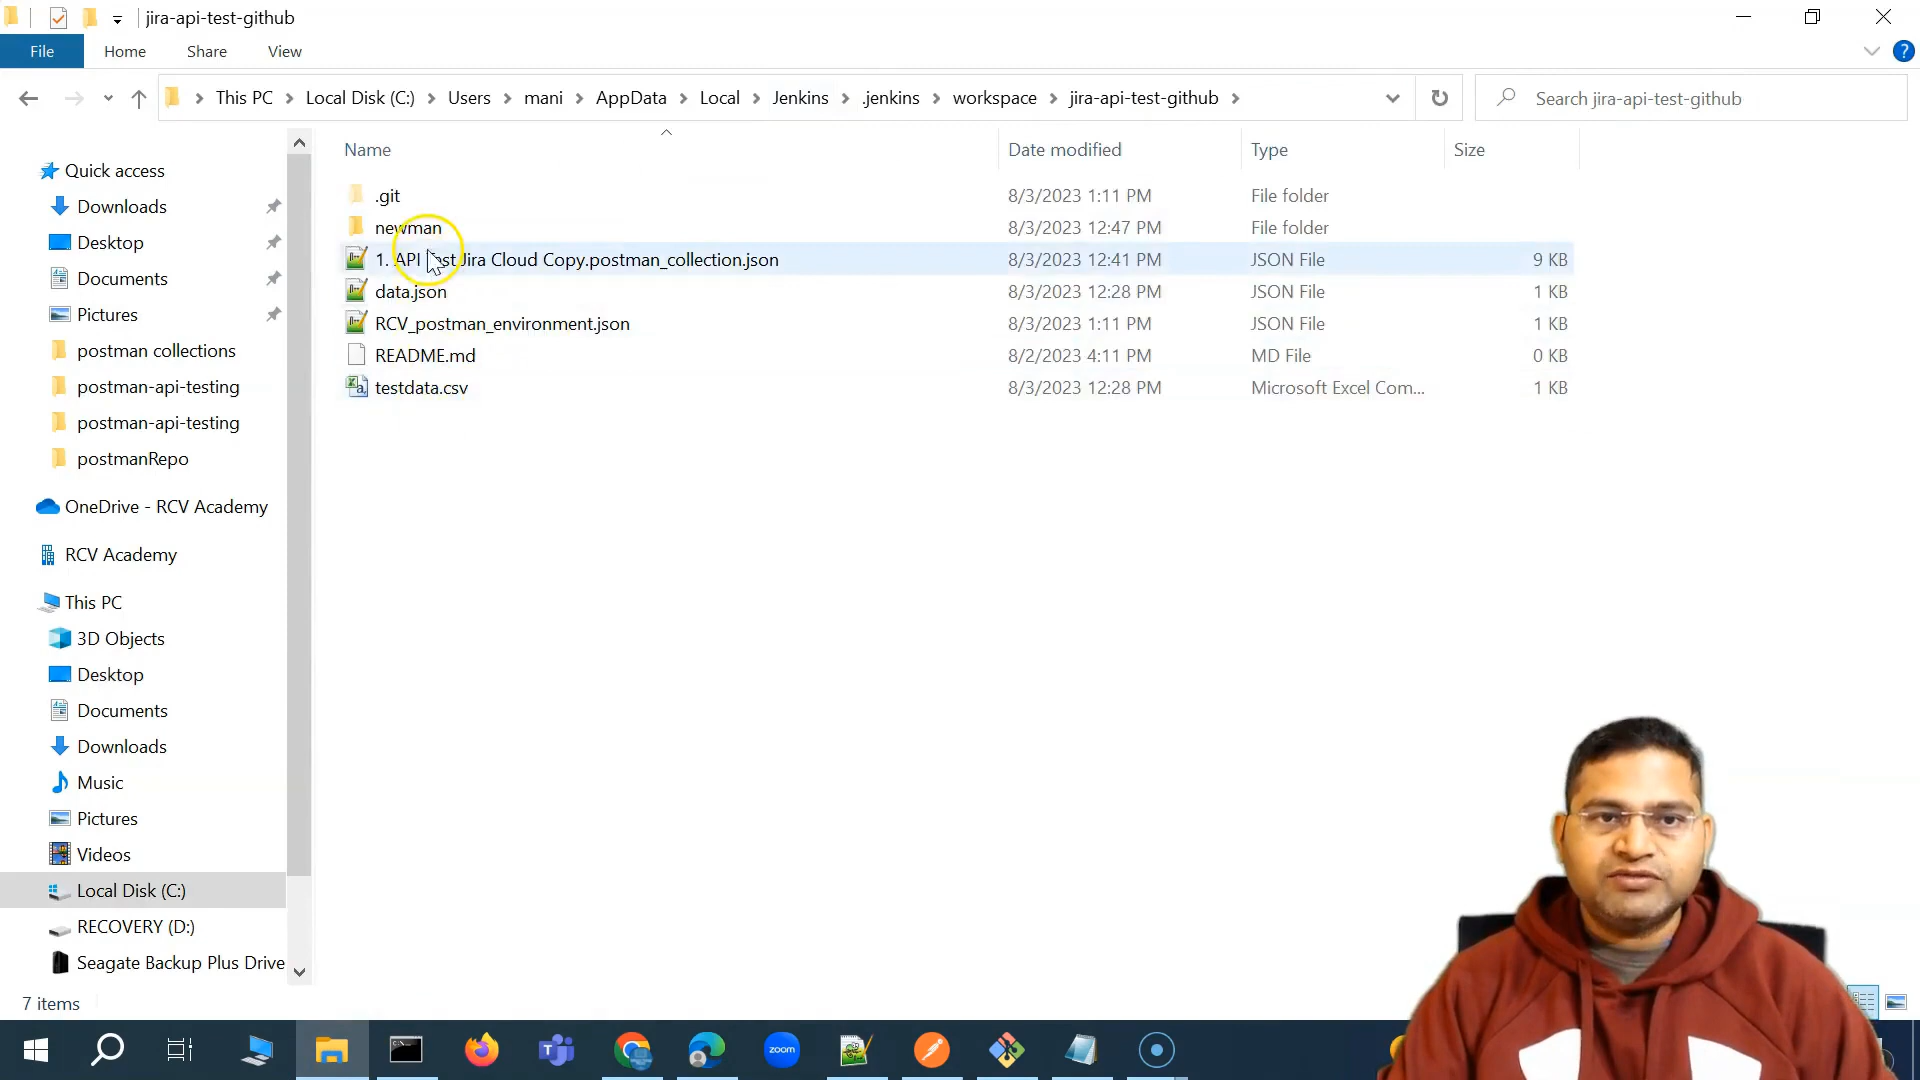 jira-api-test-github
File Home Share View
This PC Local Disk (C:) Users mani AppData Local Jenkins .jenkins workspace jira-api-test-github
Search jira-api-test-github
Name Date modified Type Size
.git 8/3/2023 1:11 PM File folder
newman 8/3/2023 12:47 PM File folder
1. API Test Jira Cloud Copy.postman_collection.json 8/3/2023 12:41 PM JSON File 9 KB
data.json 8/3/2023 12:28 PM JSON File 1 KB
RCV_postman_environment.json 8/3/2023 1:11 PM JSON File 1 KB
README.md 8/2/2023 4:11 PM MD File 0 KB
testdata.csv 8/3/2023 12:28 PM Microsoft Excel Com... 1 KB
Quick access
Downloads
Desktop
Documents
Pictures
postman collections
postman-api-testing
postman-api-testing
postmanRepo
OneDrive - RCV Academy
RCV Academy
This PC
3D Objects
Desktop
Documents
Downloads
Music
Pictures
Videos
Local Disk (C:)
RECOVERY (D:)
Seagate Backup Plus Drive
7 items
zoom